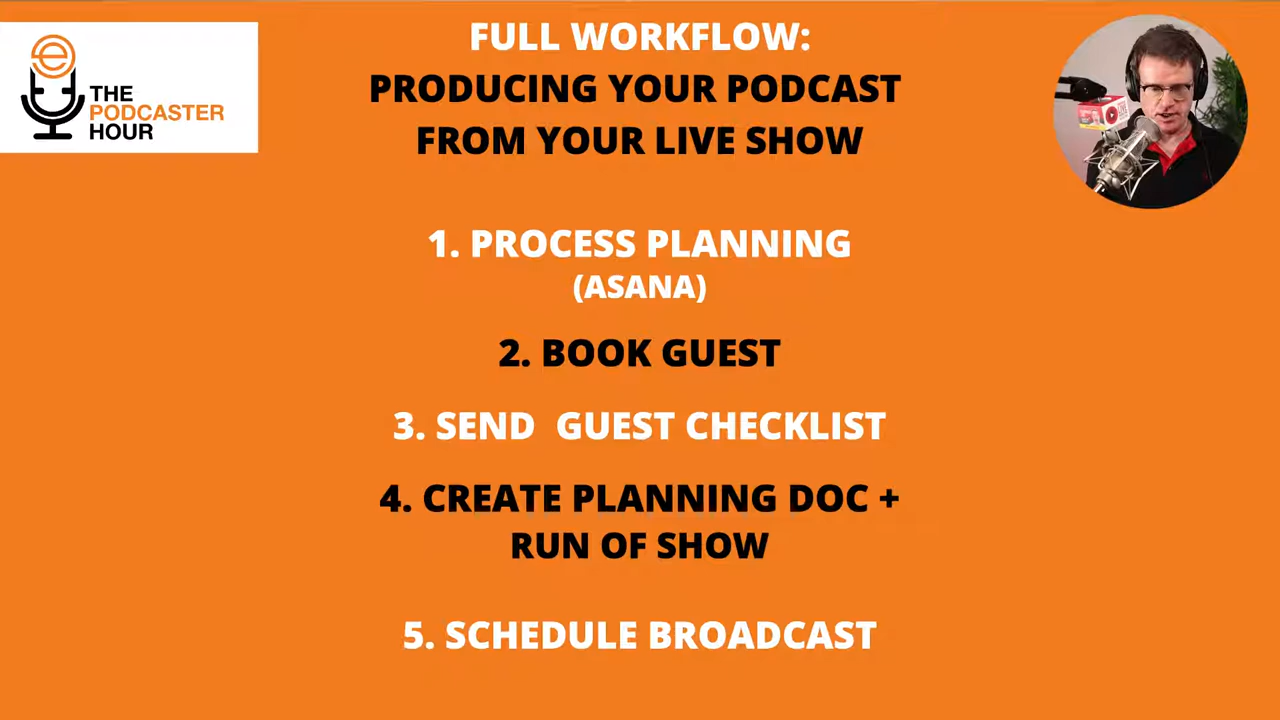 THE
PODCASTER
HOUR
FULL WORKFLOW:
PRODUCING YOUR PODCAST
FROM YOUR LIVE SHOW
1. PROCESS PLANNING
(ASANA)
2. BOOK GUEST
3. SEND GUEST CHECKLIST
4. CREATE PLANNING DOC +
RUN OF SHOW
5. SCHEDULE BROADCAST